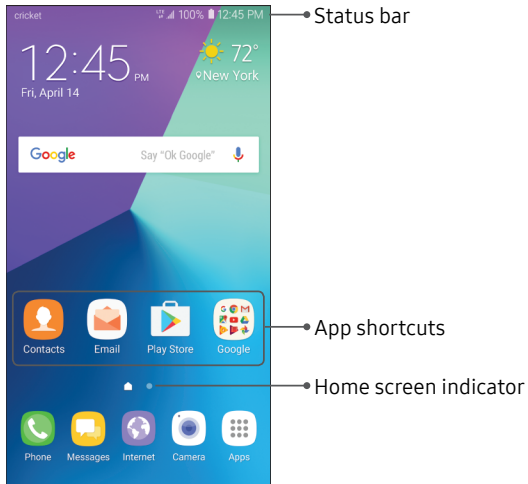 cricket LTE 100% 12:45 PM
Status bar
12:45 PM
Fri, April 14
72°
New York
Google Say "Ok Google"
App shortcuts
Contacts Email Play Store Google
Home screen indicator
Phone Messages Internet Camera Apps